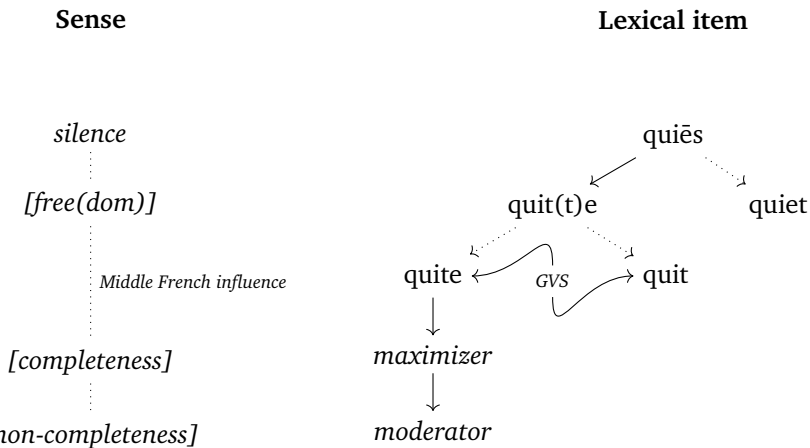 Sense Lexical item
silence quiēs
[free(dom)] quit(t)e quiet
Middle French influence quite GVS quit
[completeness] maximizer
non-completeness] moderator